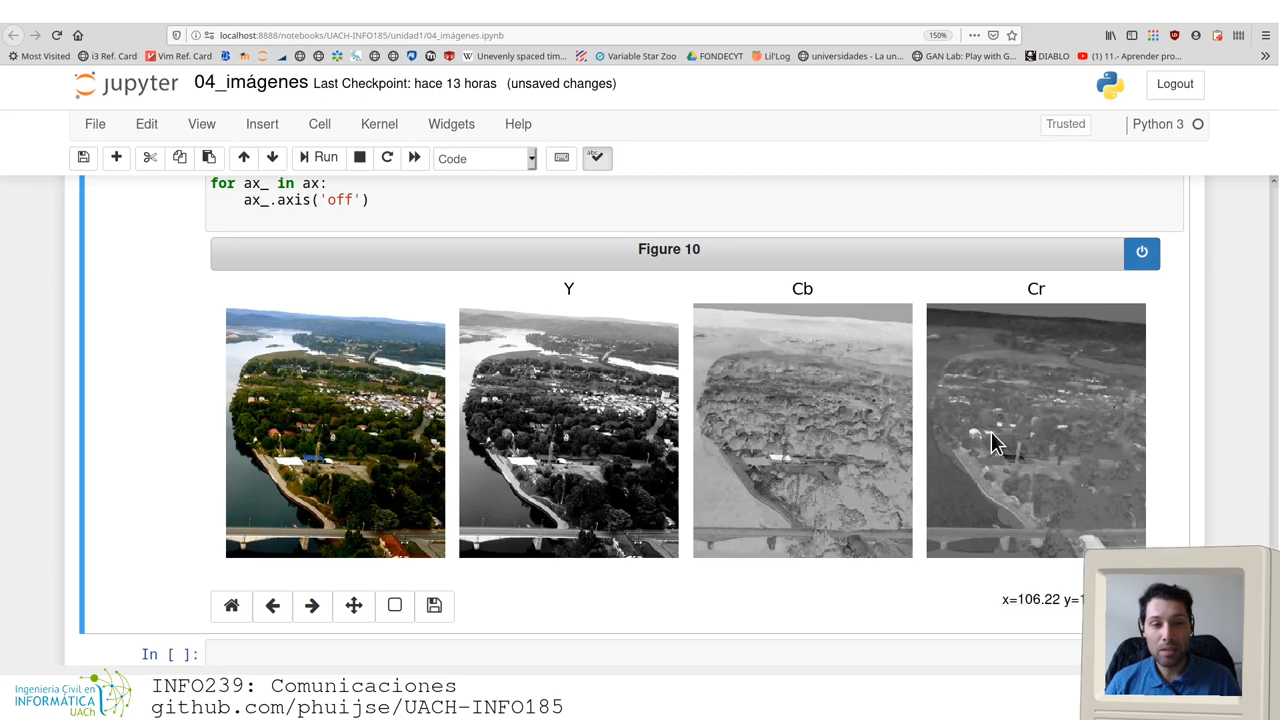 localhost:8888/notebooks/UACH-INFO185/unidad1/04_imágenes.ipynb
150%
Most Visited
i3 Ref. Card
Vim Ref. Card
Unevenly spaced tim...
Variable Star Zoo
FONDECYT
Lil'Log
universidades - La un...
GAN Lab: Play with G...
DIABLO
(1) 11.- Aprender pro...
jupyter 04_imágenes Last Checkpoint: hace 13 horas (unsaved changes)
Logout
File Edit View Insert Cell Kernel Widgets Help
Trusted
Python 3
Run
Code
for ax_ in ax:
ax_.axis('off')
Figure 10
Y
Cb
Cr
x=106.22 y=1
In [ ]:
Ingeniería Civil en
INFORMÁTICA
UACh
INFO239: Comunicaciones
github.com/phuijse/UACH-INFO185